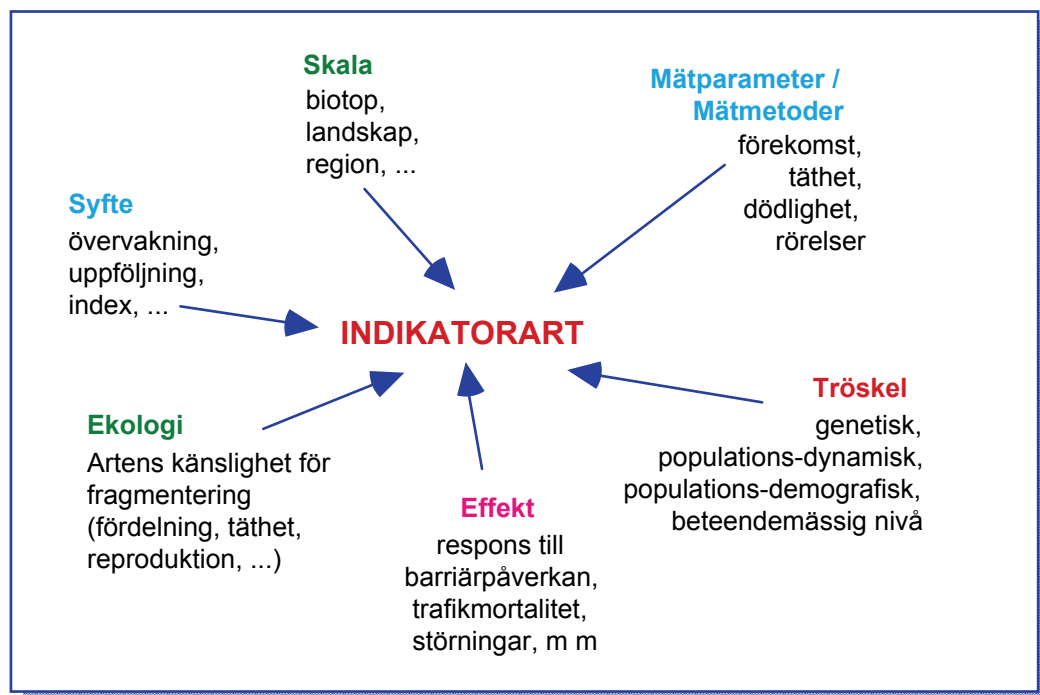 Skala
biotop,
landskap,
region, ...
Mätparameter /
Mätmetoder
förekomst,
täthet,
dödlighet,
rörelser
Syfte
övervakning,
uppföljning,
index, ...
INDIKATORART
Ekologi
Artens känslighet för
fragmentering
(fördelning, täthet,
reproduktion, ...)
Effekt
respons till
barriärpåverkan,
trafikmortalitet,
störningar, m m
Tröskel
genetisk,
populations-dynamisk,
populations-demografisk,
beteendemässig nivå